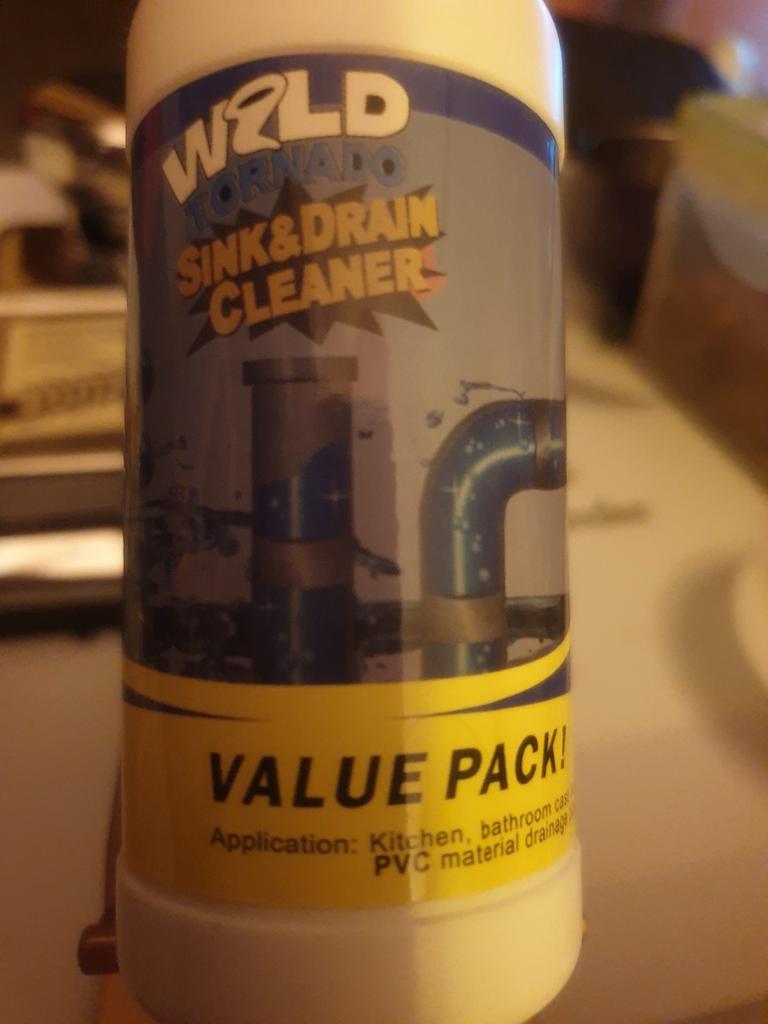 WILD
TORNADO
SINK&DRAIN
CLEANER
VALUE PACK!
Application: Kitchen, bathroom
PVC material drainage